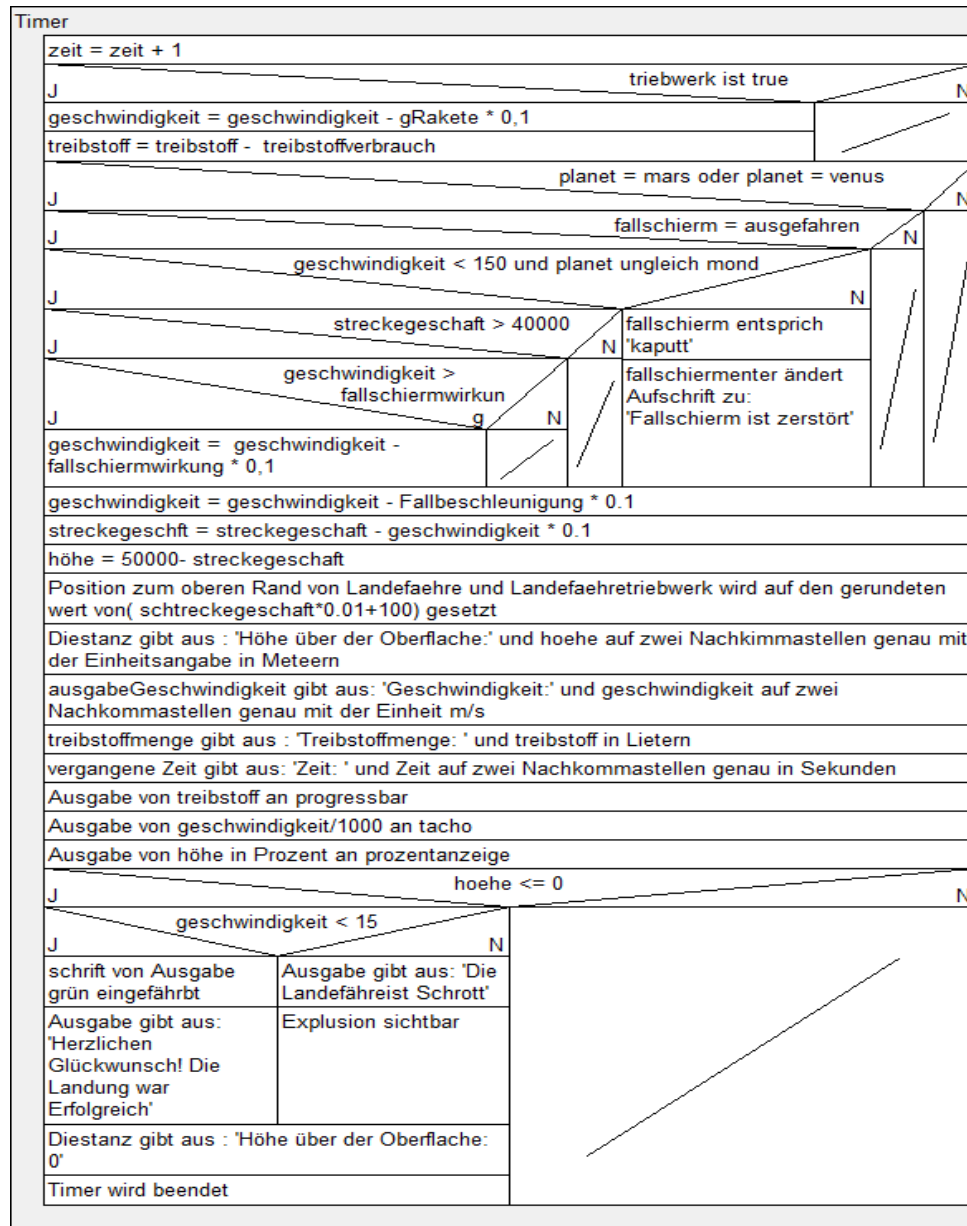 Timer
zeit = zeit + 1
triebwerk ist true
J
N
geschwindigkeit = geschwindigkeit - gRakete * 0,1
treibstoff = treibstoff -  treibstoffverbrauch
planet = mars oder planet = venus
J
N
fallschierm = ausgefahren
J
N
geschwindigkeit < 150 und planet ungleich mond
J
N
streckegeschaft > 40000
J
N
fallschierm entsprich
'kaputt'
geschwindigkeit >
fallschiermwirkun
g
J
N
fallschiermenter ändert
Aufschrift zu:
'Fallschierm ist zerstört'
geschwindigkeit =  geschwindigkeit -
fallschiermwirkung * 0,1
geschwindigkeit = geschwindigkeit - Fallbeschleunigung * 0.1
streckegeschft = streckegeschaft - geschwindigkeit * 0.1
höhe = 50000- streckegeschaft
Position zum oberen Rand von Landefaehre und Landefaehretriebwerk wird auf den gerundeten
wert von( schtreckegeschaft*0.01+100) gesetzt
Diestanz gibt aus : 'Höhe über der Oberflache:' und hoehe auf zwei Nachkimmastellen genau mit
der Einheitsangabe in Meteern
ausgabeGeschwindigkeit gibt aus: 'Geschwindigkeit:' und geschwindigkeit auf zwei
Nachkommastellen genau mit der Einheit m/s
treibstoffmenge gibt aus : 'Treibstoffmenge: ' und treibstoff in Lietern
vergangene Zeit gibt aus: 'Zeit: ' und Zeit auf zwei Nachkommastellen genau in Sekunden
Ausgabe von treibstoff an progressbar
Ausgabe von geschwindigkeit/1000 an tacho
Ausgabe von höhe in Prozent an prozentanzeige
hoehe <= 0
J
N
geschwindigkeit < 15
J
N
schrift von Ausgabe
grün eingefährbt
Ausgabe gibt aus: 'Die
Landefähreist Schrott'
Ausgabe gibt aus:
'Herzlichen
Glückwunsch! Die
Landung war
Erfolgreich'
Explusion sichtbar
Diestanz gibt aus : 'Höhe über der Oberflache:
0'
Timer wird beendet